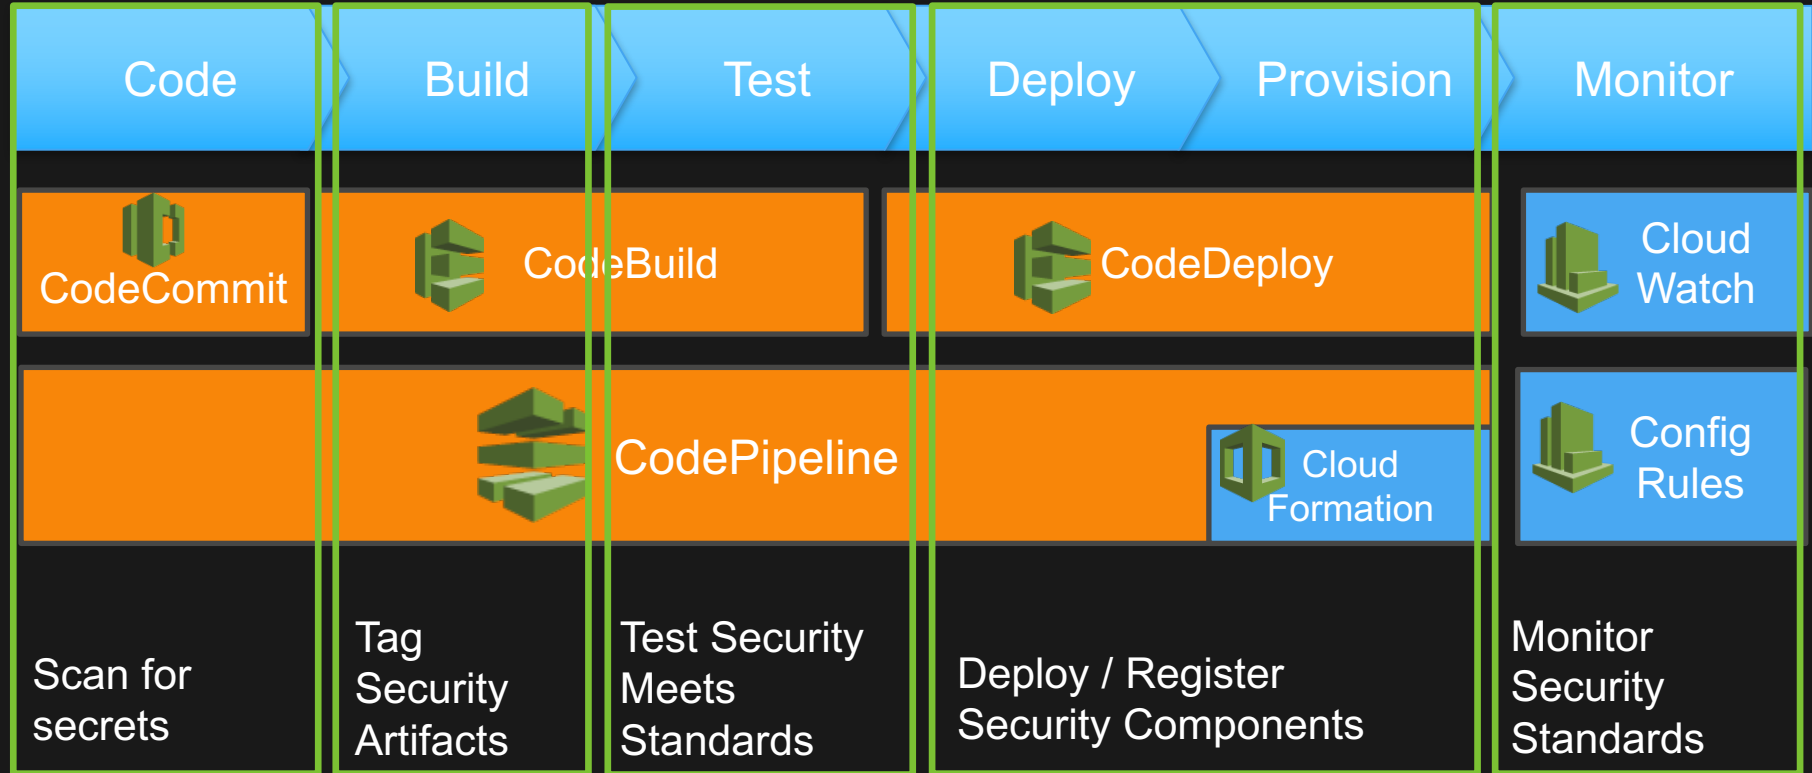 Code
Build
Test
Deploy
Provision
Monitor
CodeCommit
CodeBuild
CodeDeploy
Cloud
Watch
CodePipeline
Cloud
Formation
Config
Rules
Scan for
secrets
Tag
Security
Artifacts
Test Security
Meets
Standards
Deploy / Register
Security Components
Monitor
Security
Standards